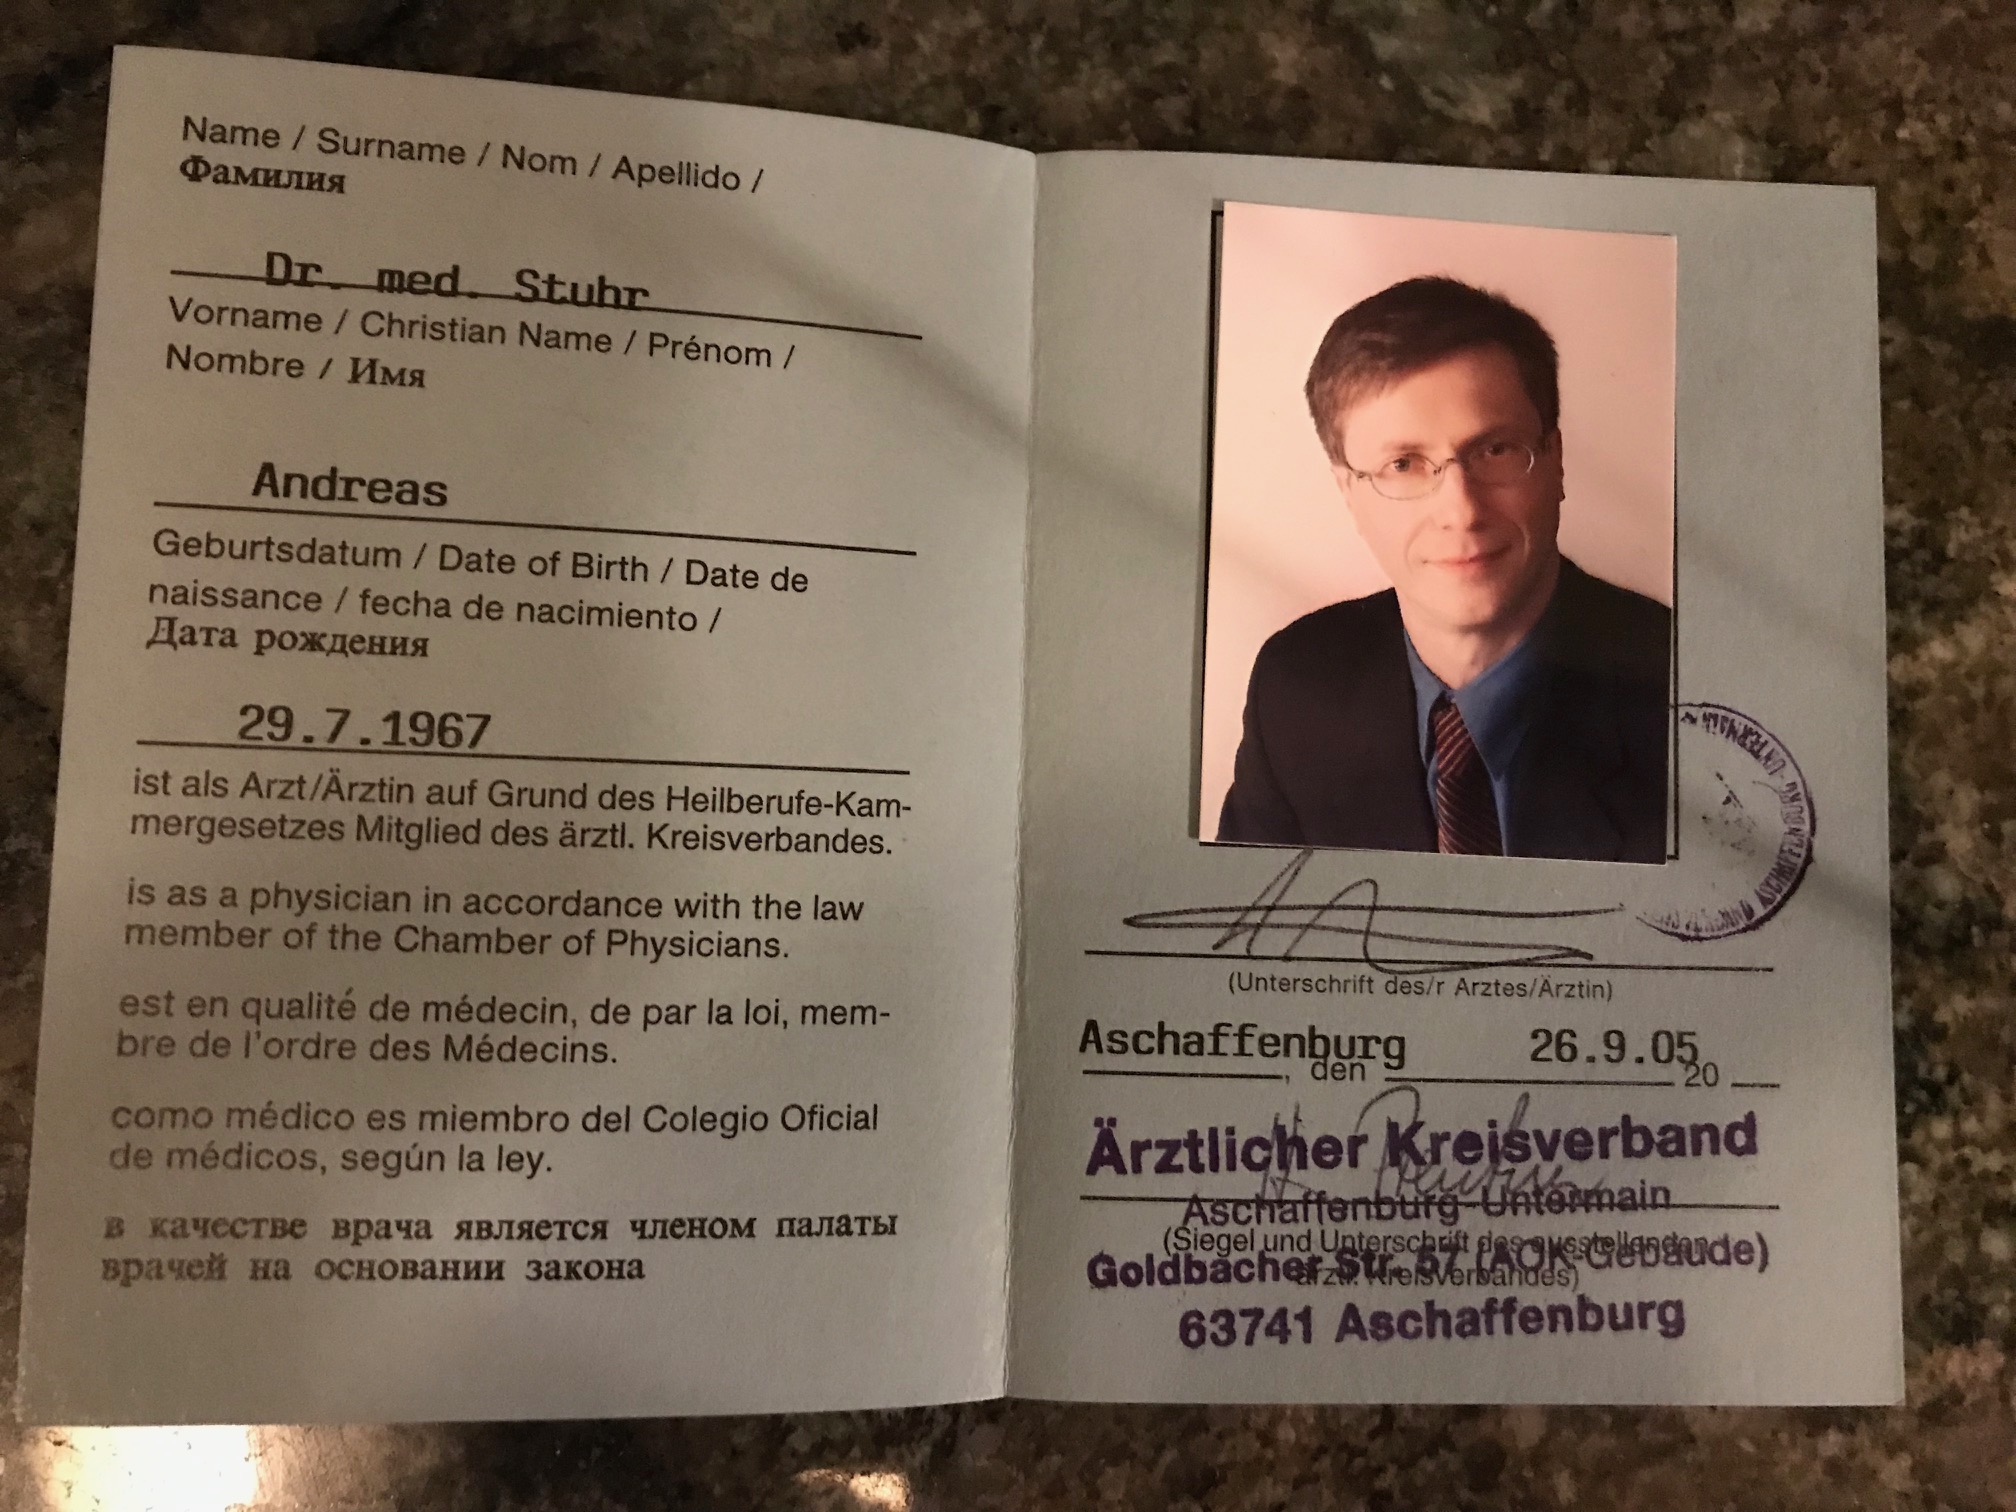 Name / Surname / Nom / Apellido /
Фамилия
Dr. med. Stuhr
Vorname / Christian Name / Prénom /
Nombre / Имя
Andreas
Geburtsdatum / Date of Birth / Date de
naissance / fecha de nacimiento /
Дата рождения
29.7.1967
ist als Arzt/Ärztin auf Grund des Heilberufe-Kam-
mergesetzes Mitglied des ärztl. Kreisverbandes.
is as a physician in accordance with the law
member of the Chamber of Physicians.
est en qualité de médecin, de par la loi, mem-
bre de l'ordre des Médecins.
como médico es miembro del Colegio Oficial
de médicos, según la ley.
в качестве врача является членом палаты
врачей на основании закона
ASCHAFFENBURG-UNTERMAIN
(Unterschrift des/r Arztes/Ärztin)
Aschaffenburg 26.9.05
, den 20
Ärztlicher Kreisverband
Aschaffenburg-Untermain
(Siegel und Unterschrift des ausstellenden
ärztl. Kreisverbandes)
Goldbacher Str. AOK-Gebäude)
63741 Aschaffenburg